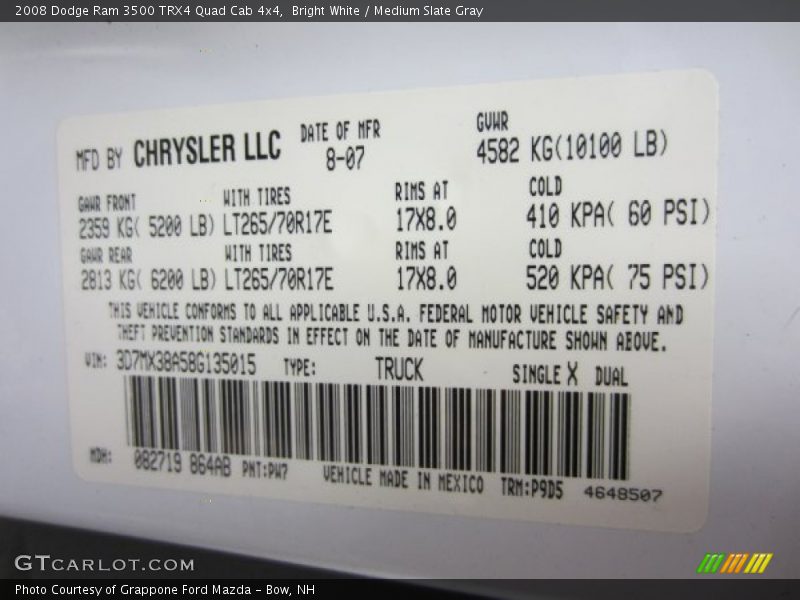 2008 Dodge Ram 3500 TRX4 Quad Cab 4x4,  Bright White / Medium Slate Gray
MFD BY CHRYSLER LLC DATE OF MFR 8-07 GVWR 4582 KG(10100 LB)
GAWR FRONT WITH TIRES RIMS AT COLD
2359 KG( 5200 LB) LT265/70R17E 17X8.0 410 KPA( 60 PSI)
GAWR REAR WITH TIRES RIMS AT COLD
2813 KG( 6200 LB) LT265/70R17E 17X8.0 520 KPA( 75 PSI)
THIS VEHICLE CONFORMS TO ALL APPLICABLE U.S.A. FEDERAL MOTOR VEHICLE SAFETY AND
THEFT PREVENTION STANDARDS IN EFFECT ON THE DATE OF MANUFACTURE SHOWN ABOVE.
VIN: 3D7MX38A58G135015 TYPE: TRUCK SINGLE X DUAL
MDH: 082719 864AB PNT:PW7 VEHICLE MADE IN MEXICO TRM:P9D5 4648507
GTCARLOT.COM
Photo Courtesy of Grappone Ford Mazda - Bow, NH